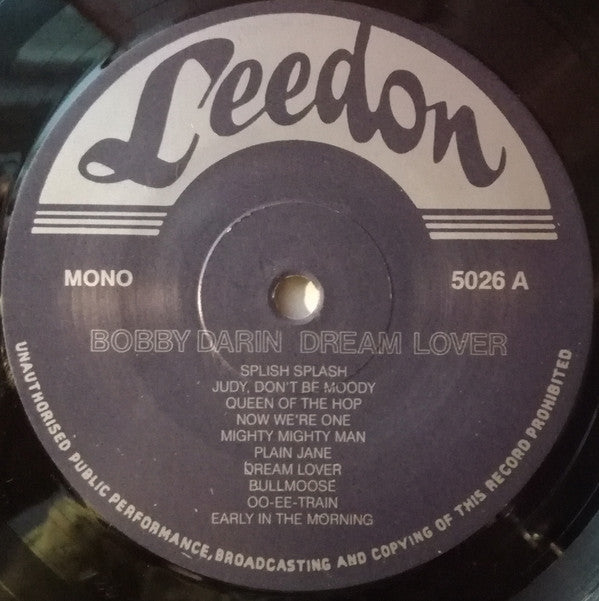 Leedon
MONO
5026 A
BOBBY DARIN DREAM LOVER
SPLISH SPLASH
JUDY, DON'T BE MOODY
QUEEN OF THE HOP
NOW WE'RE ONE
MIGHTY MIGHTY MAN
PLAIN JANE
DREAM LOVER
BULLMOOSE
OO-EE-TRAIN
EARLY IN THE MORNING
UNAUTHORISED PUBLIC PERFORMANCE, BROADCASTING AND COPYING OF THIS RECORD PROHIBITED